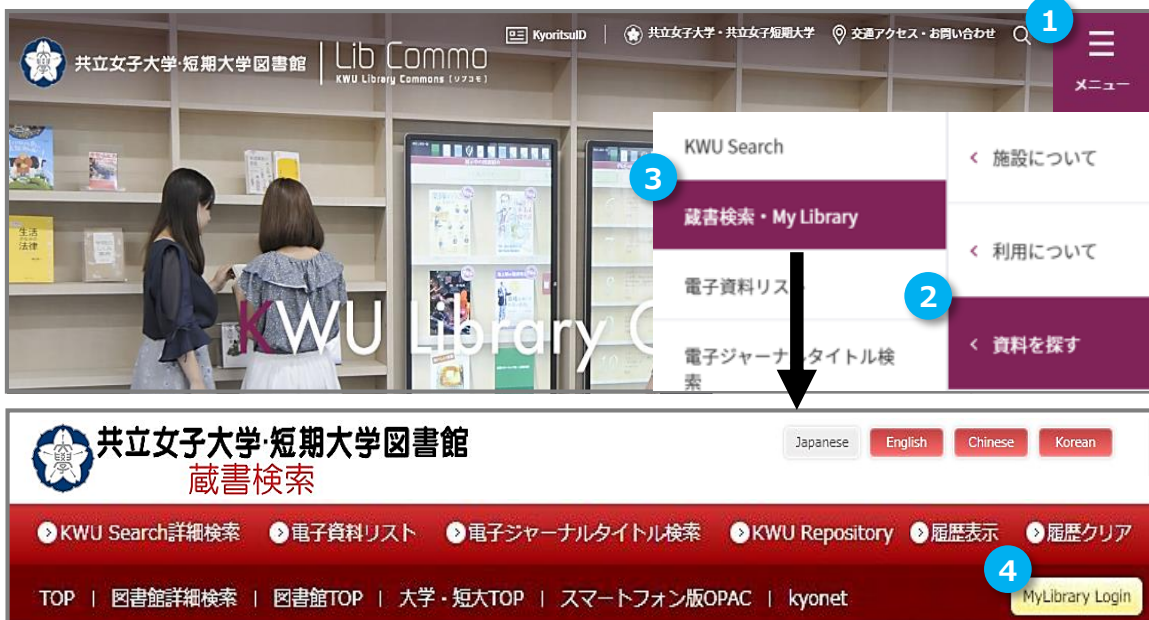 共立女子大学・短期大学図書館
Lib Commo
KWU Library Commons [リブコモ]
KyoritsuID
共立女子大学・共立女子短期大学
交通アクセス・お問い合わせ
1
メニュー
KWU Search
施設について
3
蔵書検索・My Library
利用について
電子資料リスト
2
資料を探す
電子ジャーナルタイトル検
索
生活
法律
KWU Library C
共立女子大学・短期大学図書館
蔵書検索
Japanese
English
Chinese
Korean
KWU Search詳細検索
電子資料リスト
電子ジャーナルタイトル検索
KWU Repository
履歴表示
履歴クリア
4
TOP | 図書館詳細検索 | 図書館TOP | 大学・短大TOP | スマートフォン版OPAC | kyonet
MyLibrary Login